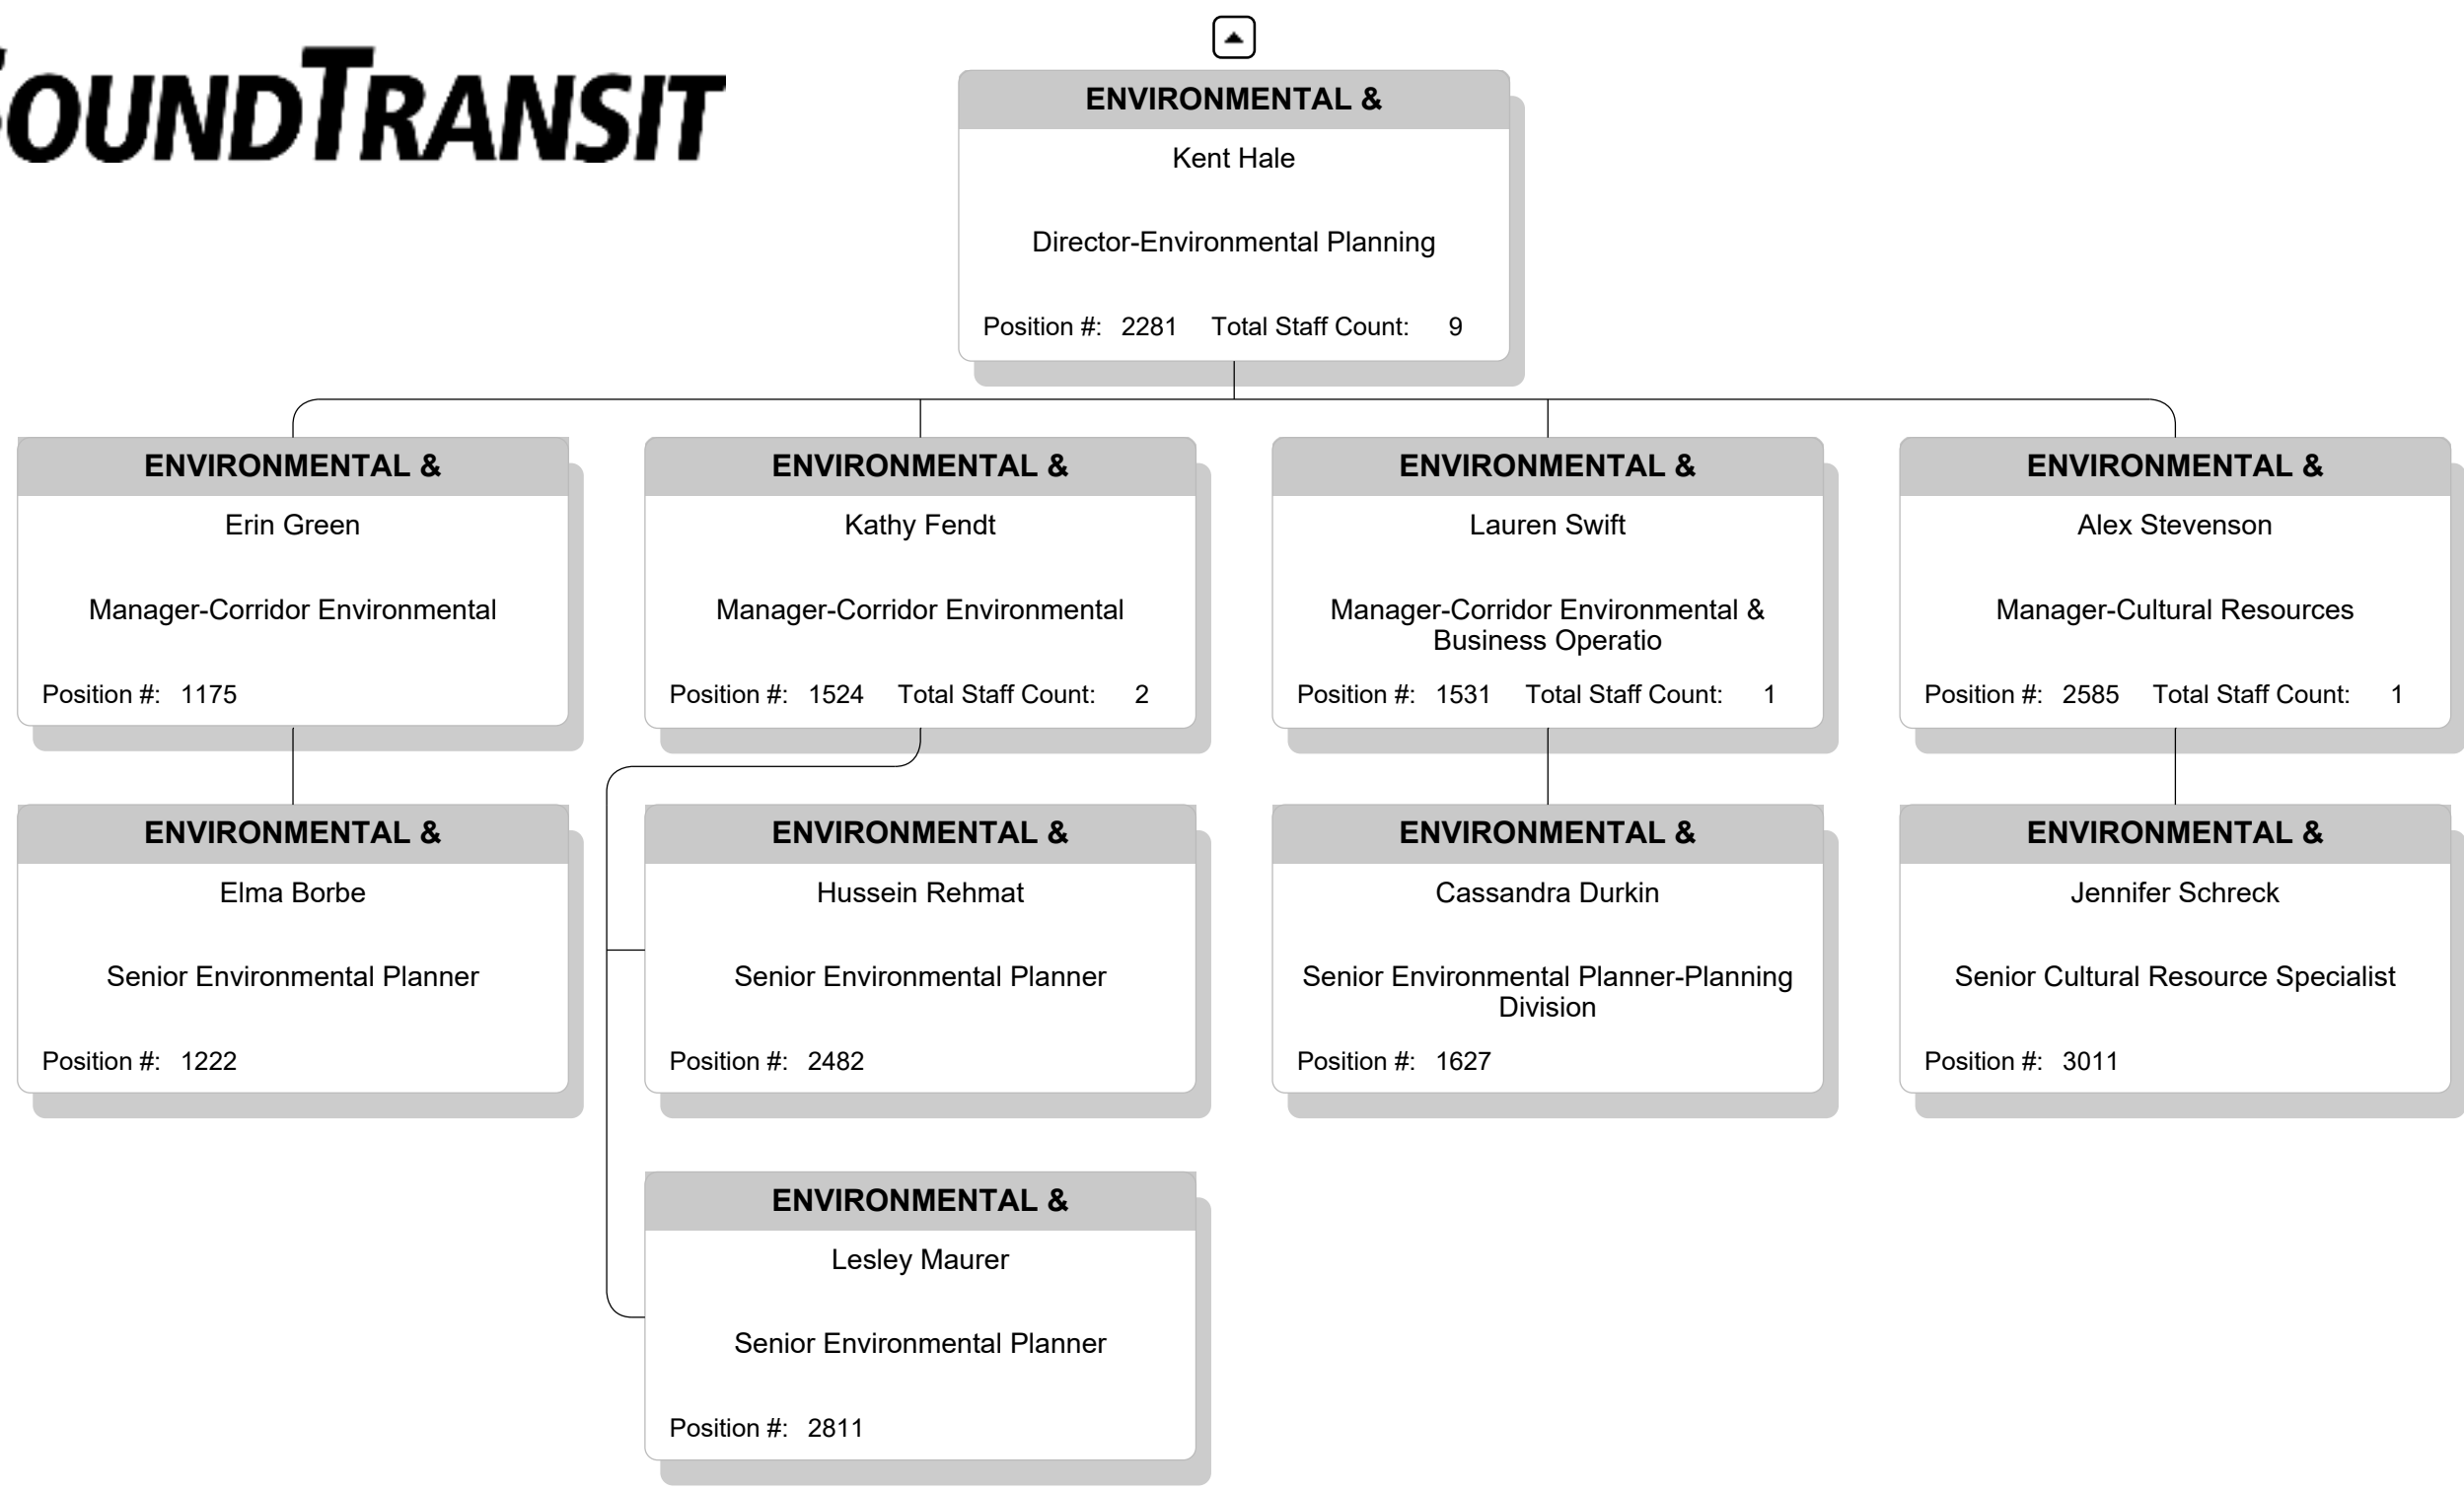 SOUNDTRANSIT
ENVIRONMENTAL &
Kent Hale
Director-Environmental Planning
Position #: 2281 Total Staff Count: 9
ENVIRONMENTAL &
Erin Green
Manager-Corridor Environmental
Position #: 1175
ENVIRONMENTAL &
Kathy Fendt
Manager-Corridor Environmental
Position #: 1524 Total Staff Count: 2
ENVIRONMENTAL &
Lauren Swift
Manager-Corridor Environmental &
Business Operatio
Position #: 1531 Total Staff Count: 1
ENVIRONMENTAL &
Alex Stevenson
Manager-Cultural Resources
Position #: 2585 Total Staff Count: 1
ENVIRONMENTAL &
Elma Borbe
Senior Environmental Planner
Position #: 1222
ENVIRONMENTAL &
Hussein Rehmat
Senior Environmental Planner
Position #: 2482
ENVIRONMENTAL &
Cassandra Durkin
Senior Environmental Planner-Planning
Division
Position #: 1627
ENVIRONMENTAL &
Jennifer Schreck
Senior Cultural Resource Specialist
Position #: 3011
ENVIRONMENTAL &
Lesley Maurer
Senior Environmental Planner
Position #: 2811